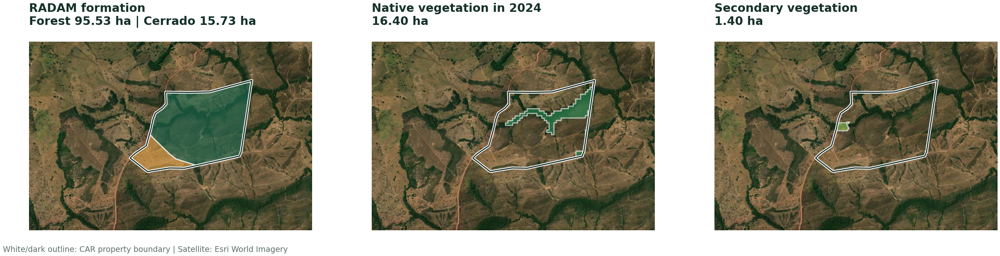 RADAM formation
Forest 95.53 ha | Cerrado 15.73 ha
Native vegetation in 2024
16.40 ha
Secondary vegetation
1.40 ha
White/dark outline: CAR property boundary | Satellite: Esri World Imagery